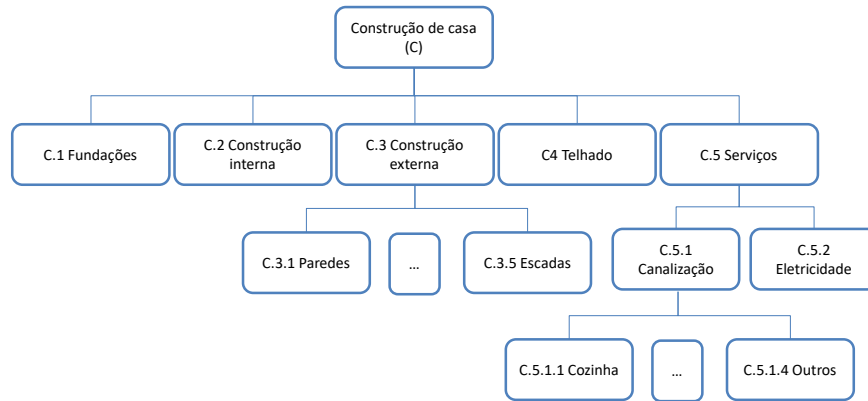 Construção de casa
(C)
C.1 Fundações
C.2 Construção
interna
C.3 Construção
externa
C4 Telhado
C.5 Serviços
C.3.1 Paredes
...
C.3.5 Escadas
C.5.1
Canalização
C.5.2
Eletricidade
C.5.1.1 Cozinha
...
C.5.1.4 Outros